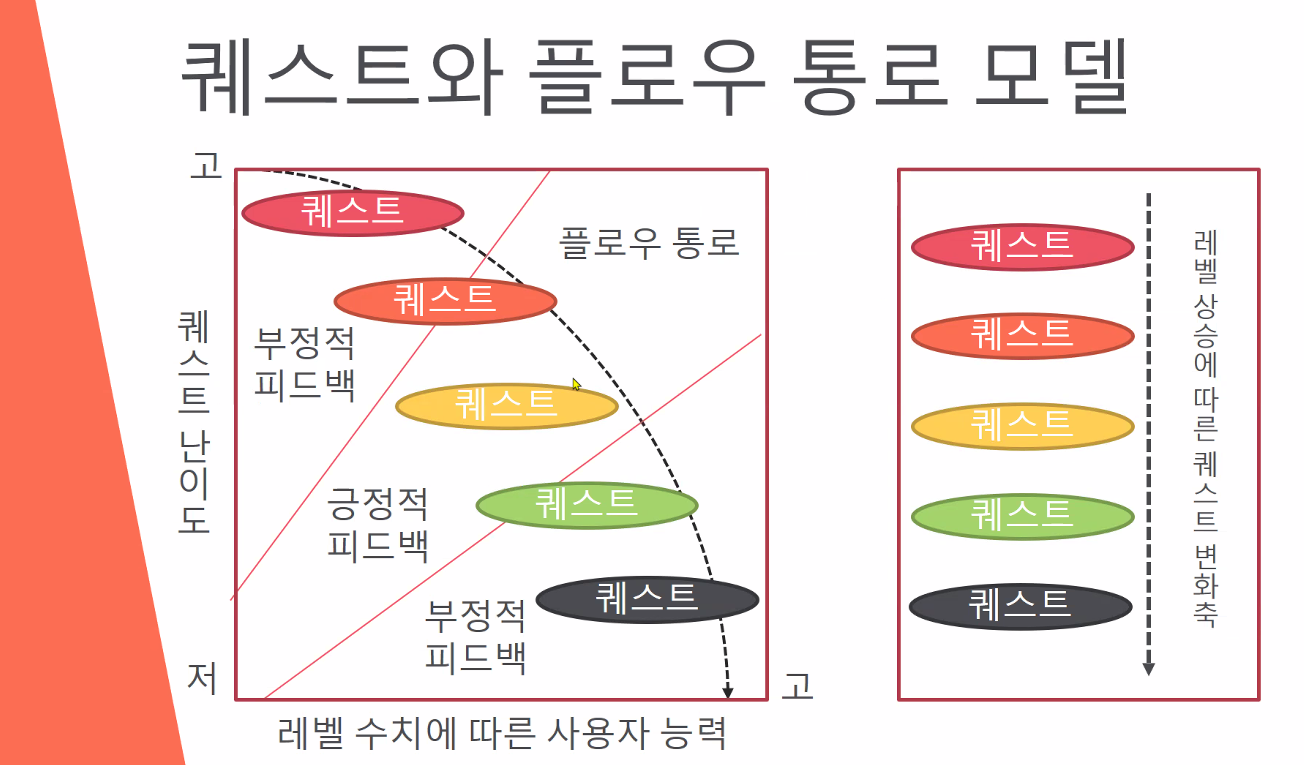 퀘스트와 플로우 통로 모델
고
퀘스트
플로우 통로
퀘스트
부정적
피드백
퀘스트
긍정적
피드백
퀘스트
부정적
피드백
퀘스트
퀘스트 난이도
저
고
레벨 수치에 따른 사용자 능력
퀘스트
퀘스트
퀘스트
퀘스트
퀘스트
레벨 상승에 따른 퀘스트 변화축